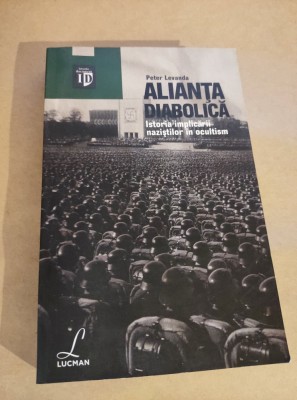 ID
Peter Levenda
ALIANȚA
DIABOLICĂ
Istoria implicării
naziștilor în ocultism
L
LUCMAN